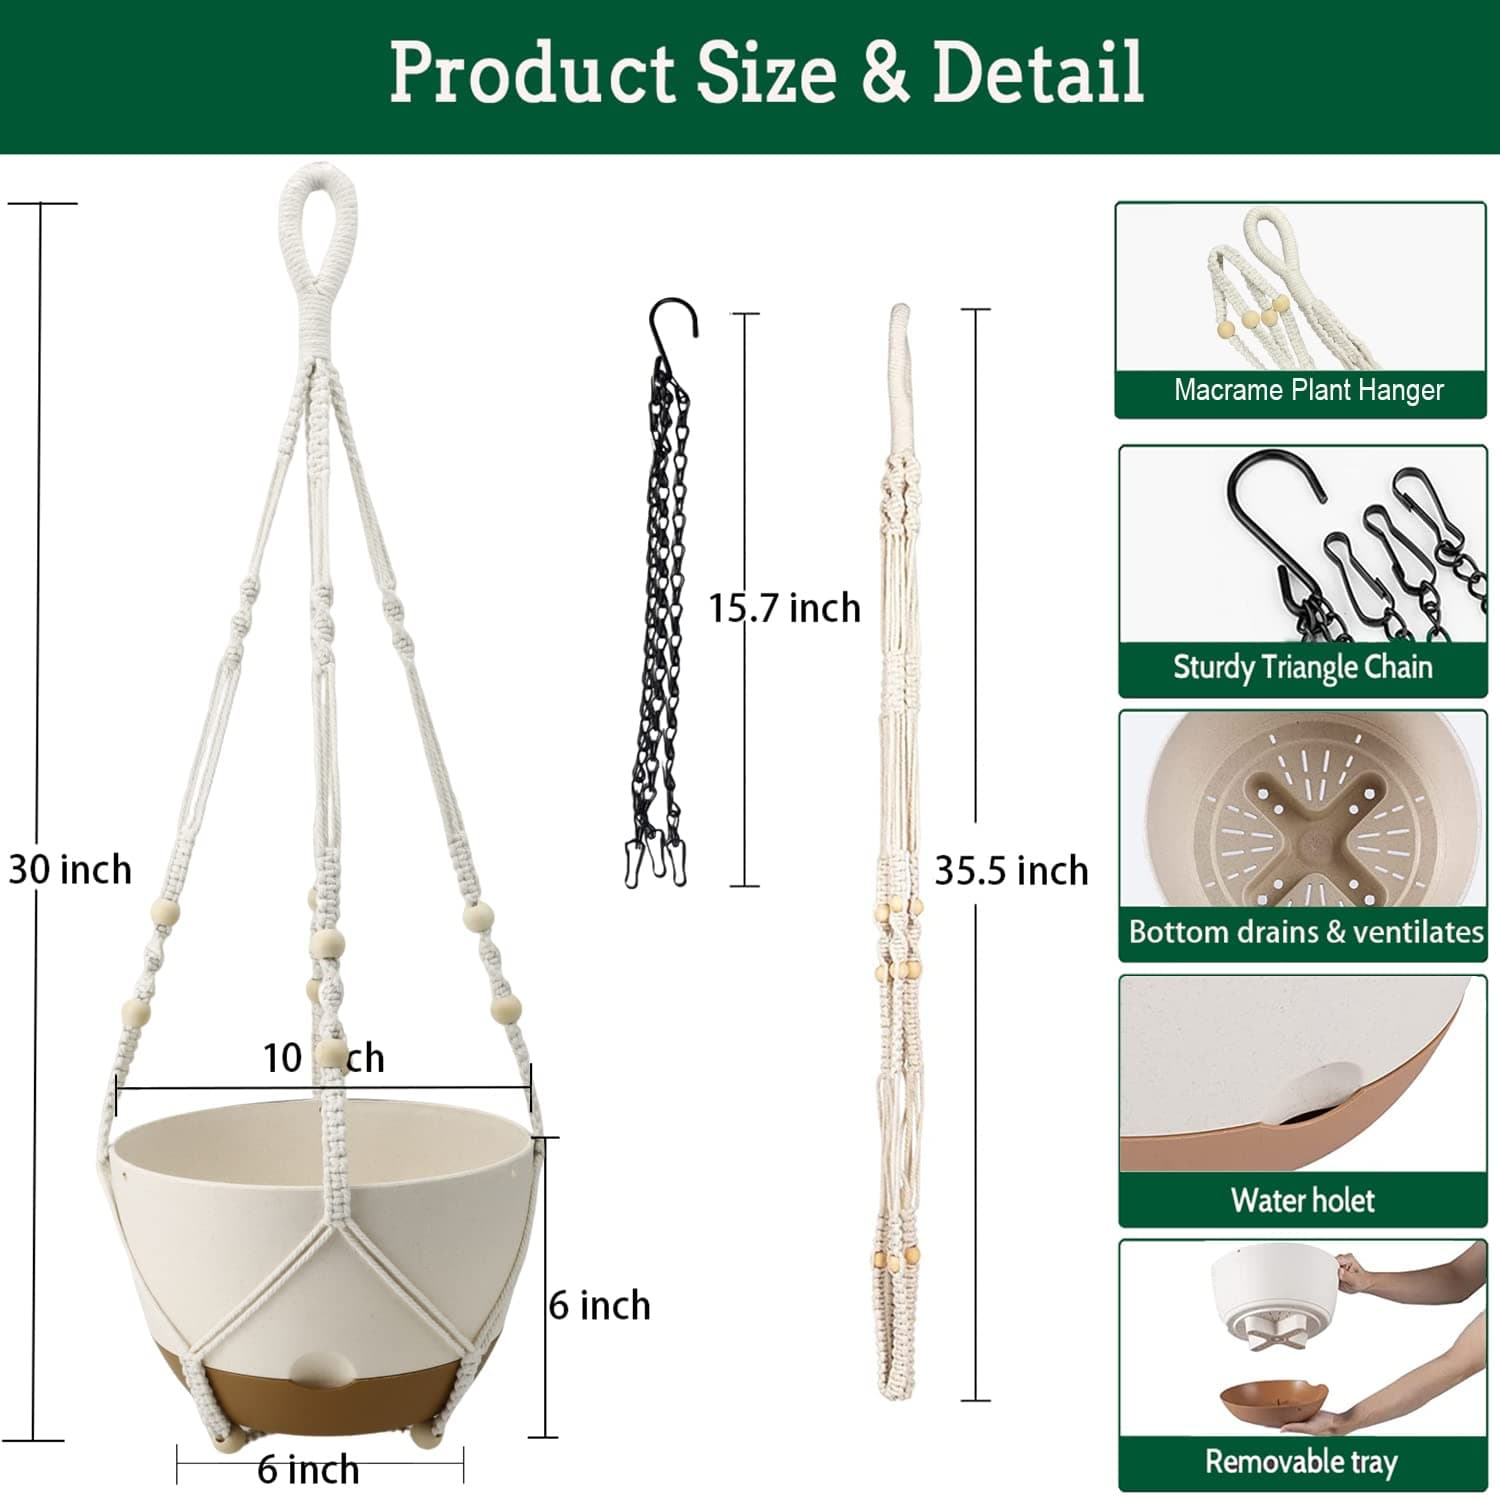 Product Size & Detail
30 inch
10 ch
6 inch
6 inch
15.7 inch
35.5 inch
Macrame Plant Hanger
Sturdy Triangle Chain
Bottom drains & ventilates
Water holet
Removable tray